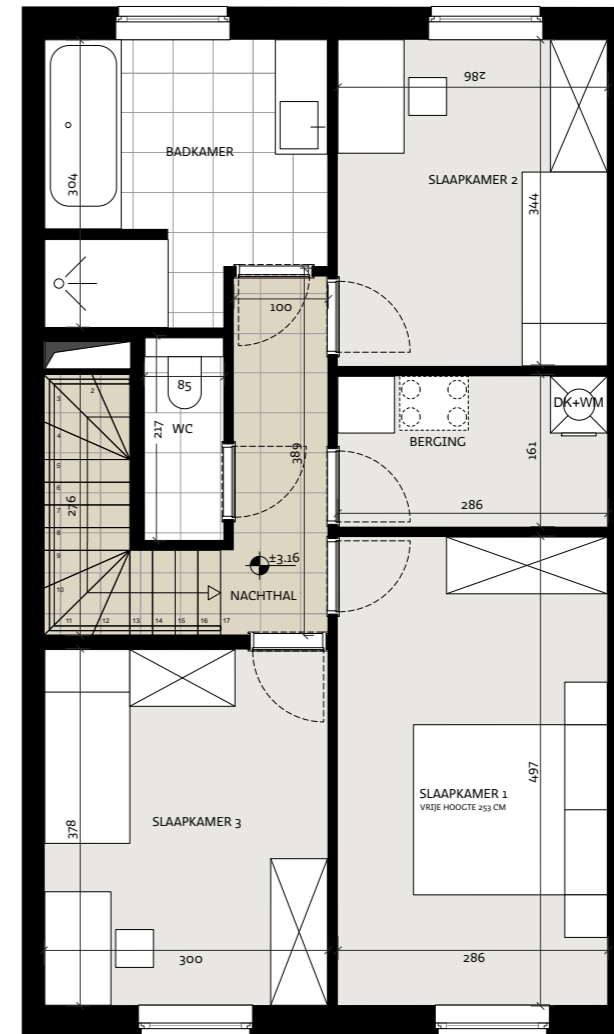 286
BADKAMER
SLAAPKAMER 2
304
344
100
85
DK+WM
217
WC
389
BERGING
161
276
286
±3.16
NACHTHAL
2
3
4
5
6
7
8
9
10
11 12 13 14 15 16 17
497
SLAAPKAMER 1
VRIJE HOOGTE 253 CM
378
SLAAPKAMER 3
300
286